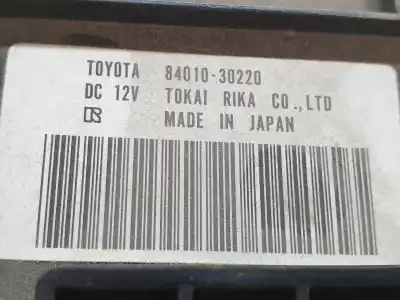 TOYOTA 84010-30220
DC 12V TOKAI RIKA CO.,LTD
MADE IN JAPAN